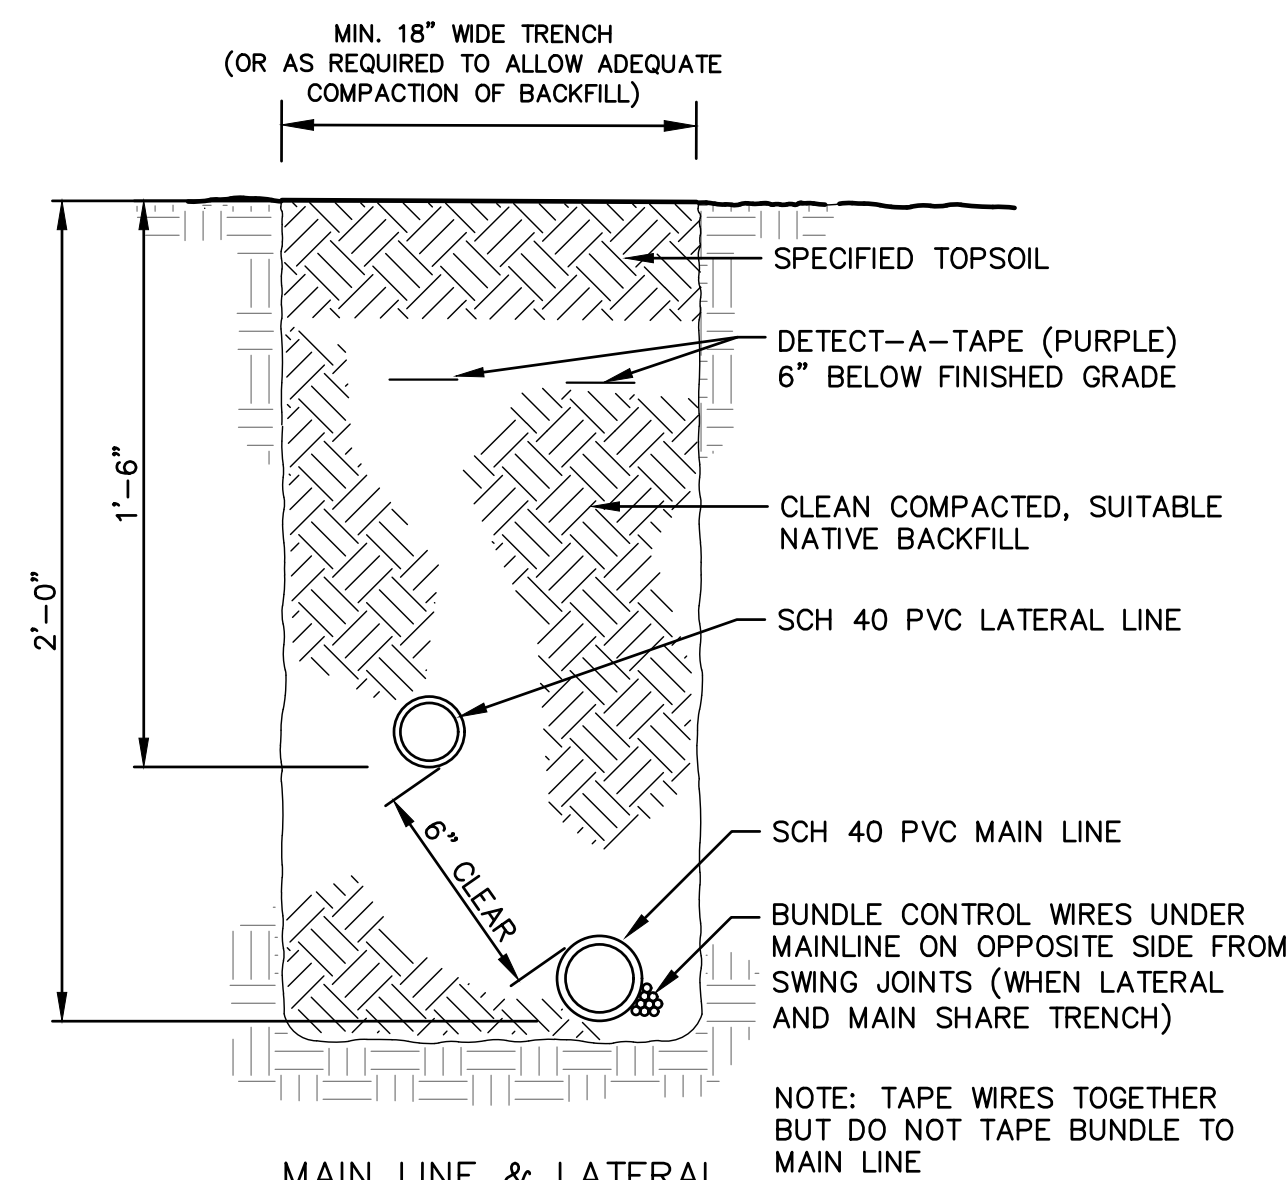 MIN. 18" WIDE TRENCH
(OR AS REQUIRED TO ALLOW ADEQUATE
COMPACTION OF BACKFILL)
SPECIFIED TOPSOIL
DETECT-A-TAPE (PURPLE)
6" BELOW FINISHED GRADE
1'-6"
2'-0"
CLEAN COMPACTED, SUITABLE
NATIVE BACKFILL
SCH 40 PVC LATERAL LINE
6" CLEAR
SCH 40 PVC MAIN LINE
BUNDLE CONTROL WIRES UNDER
MAINLINE ON OPPOSITE SIDE FROM
SWING JOINTS (WHEN LATERAL
AND MAIN SHARE TRENCH)
NOTE: TAPE WIRES TOGETHER
BUT DO NOT TAPE BUNDLE TO
MAIN LINE
MAIN LINE & LATERAL